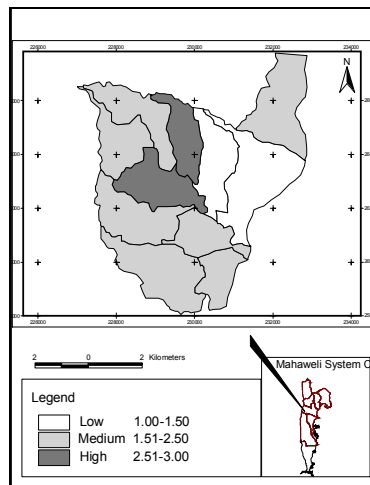 226000 228000 230000 232000 234000
N
2 0 2 Kilometers
Mahaweli System C
Legend
Low 1.00-1.50
Medium 1.51-2.50
High 2.51-3.00